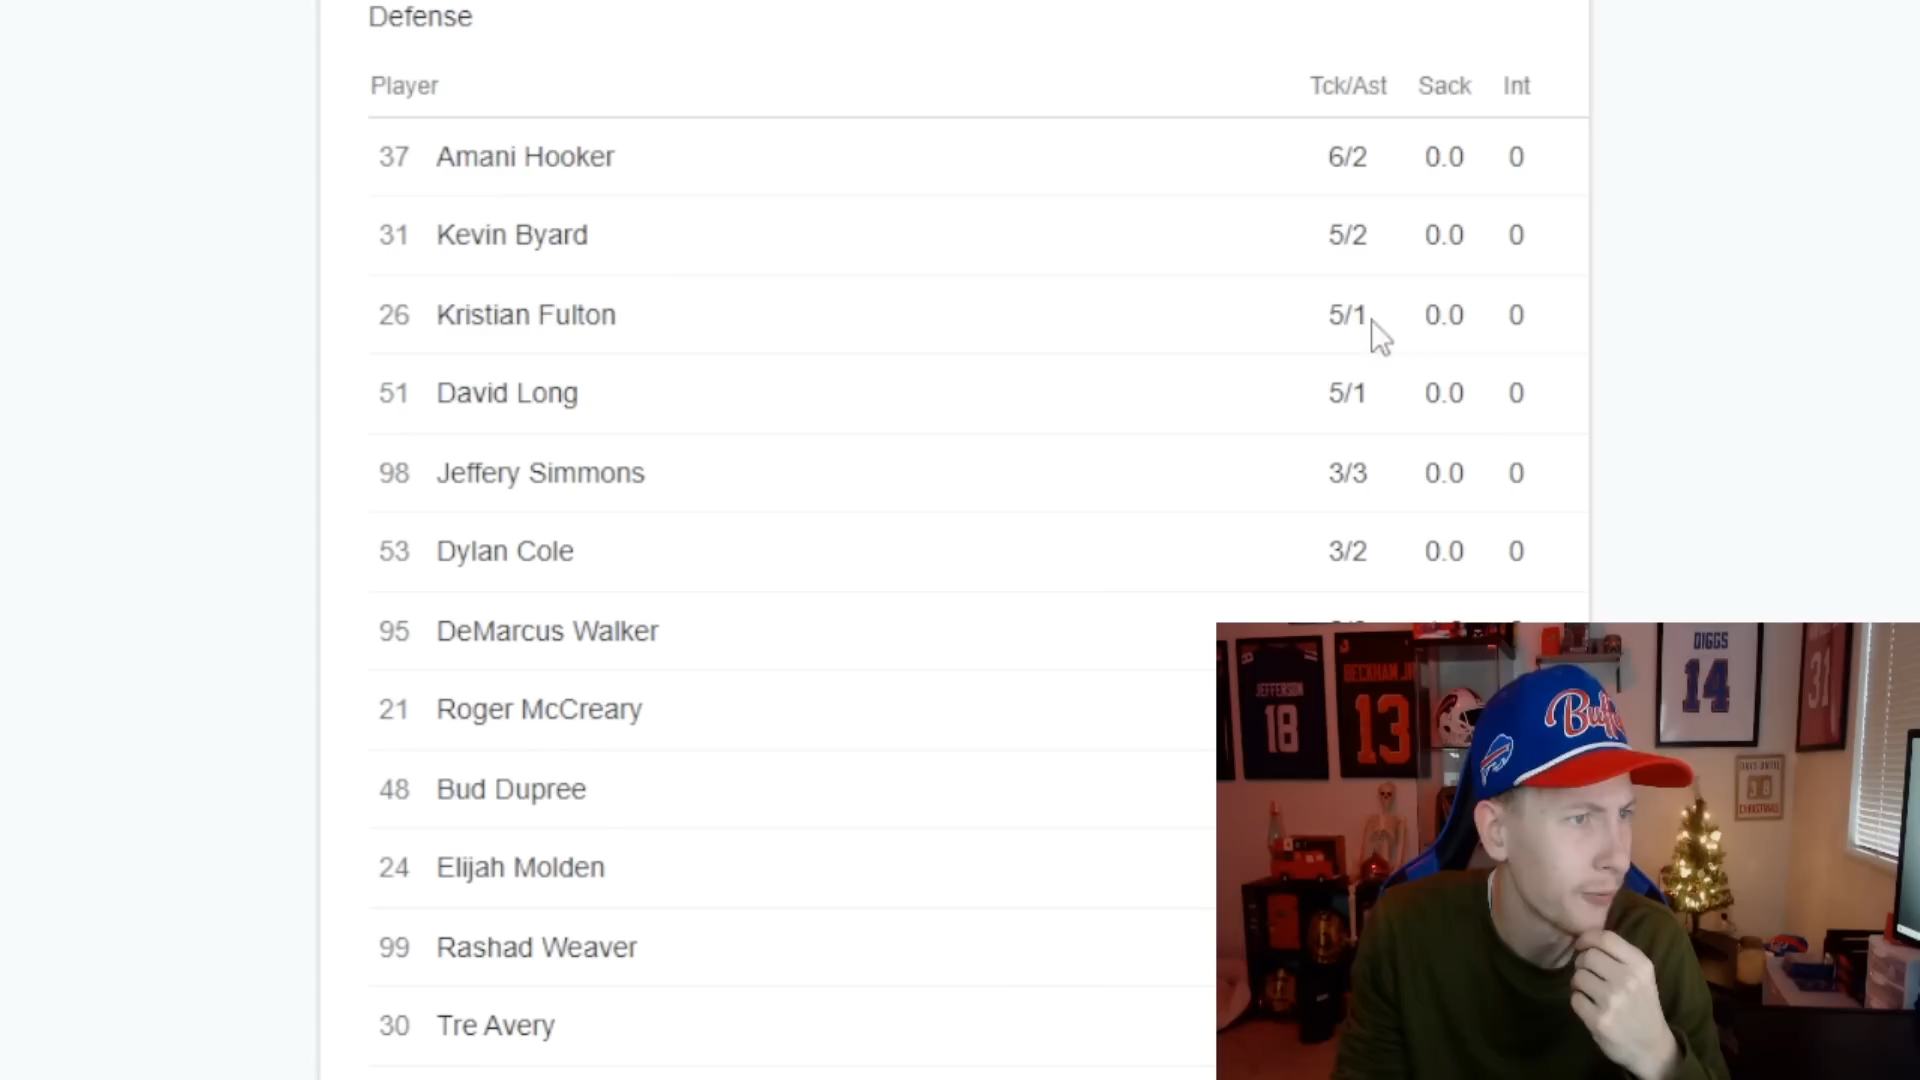 Defense
Player Tck/Ast Sack Int
37 Amani Hooker 6/2 0.0 0
31 Kevin Byard 5/2 0.0 0
26 Kristian Fulton 5/1 0.0 0
51 David Long 5/1 0.0 0
98 Jeffery Simmons 3/3 0.0 0
53 Dylan Cole 3/2 0.0 0
95 DeMarcus Walker
21 Roger McCreary
48 Bud Dupree
24 Elijah Molden
99 Rashad Weaver
30 Tre Avery
JEFFERSON
18
BECKHAM JR
13
DIGGS
14
31
DAYS UNTIL
CHRISTMAS